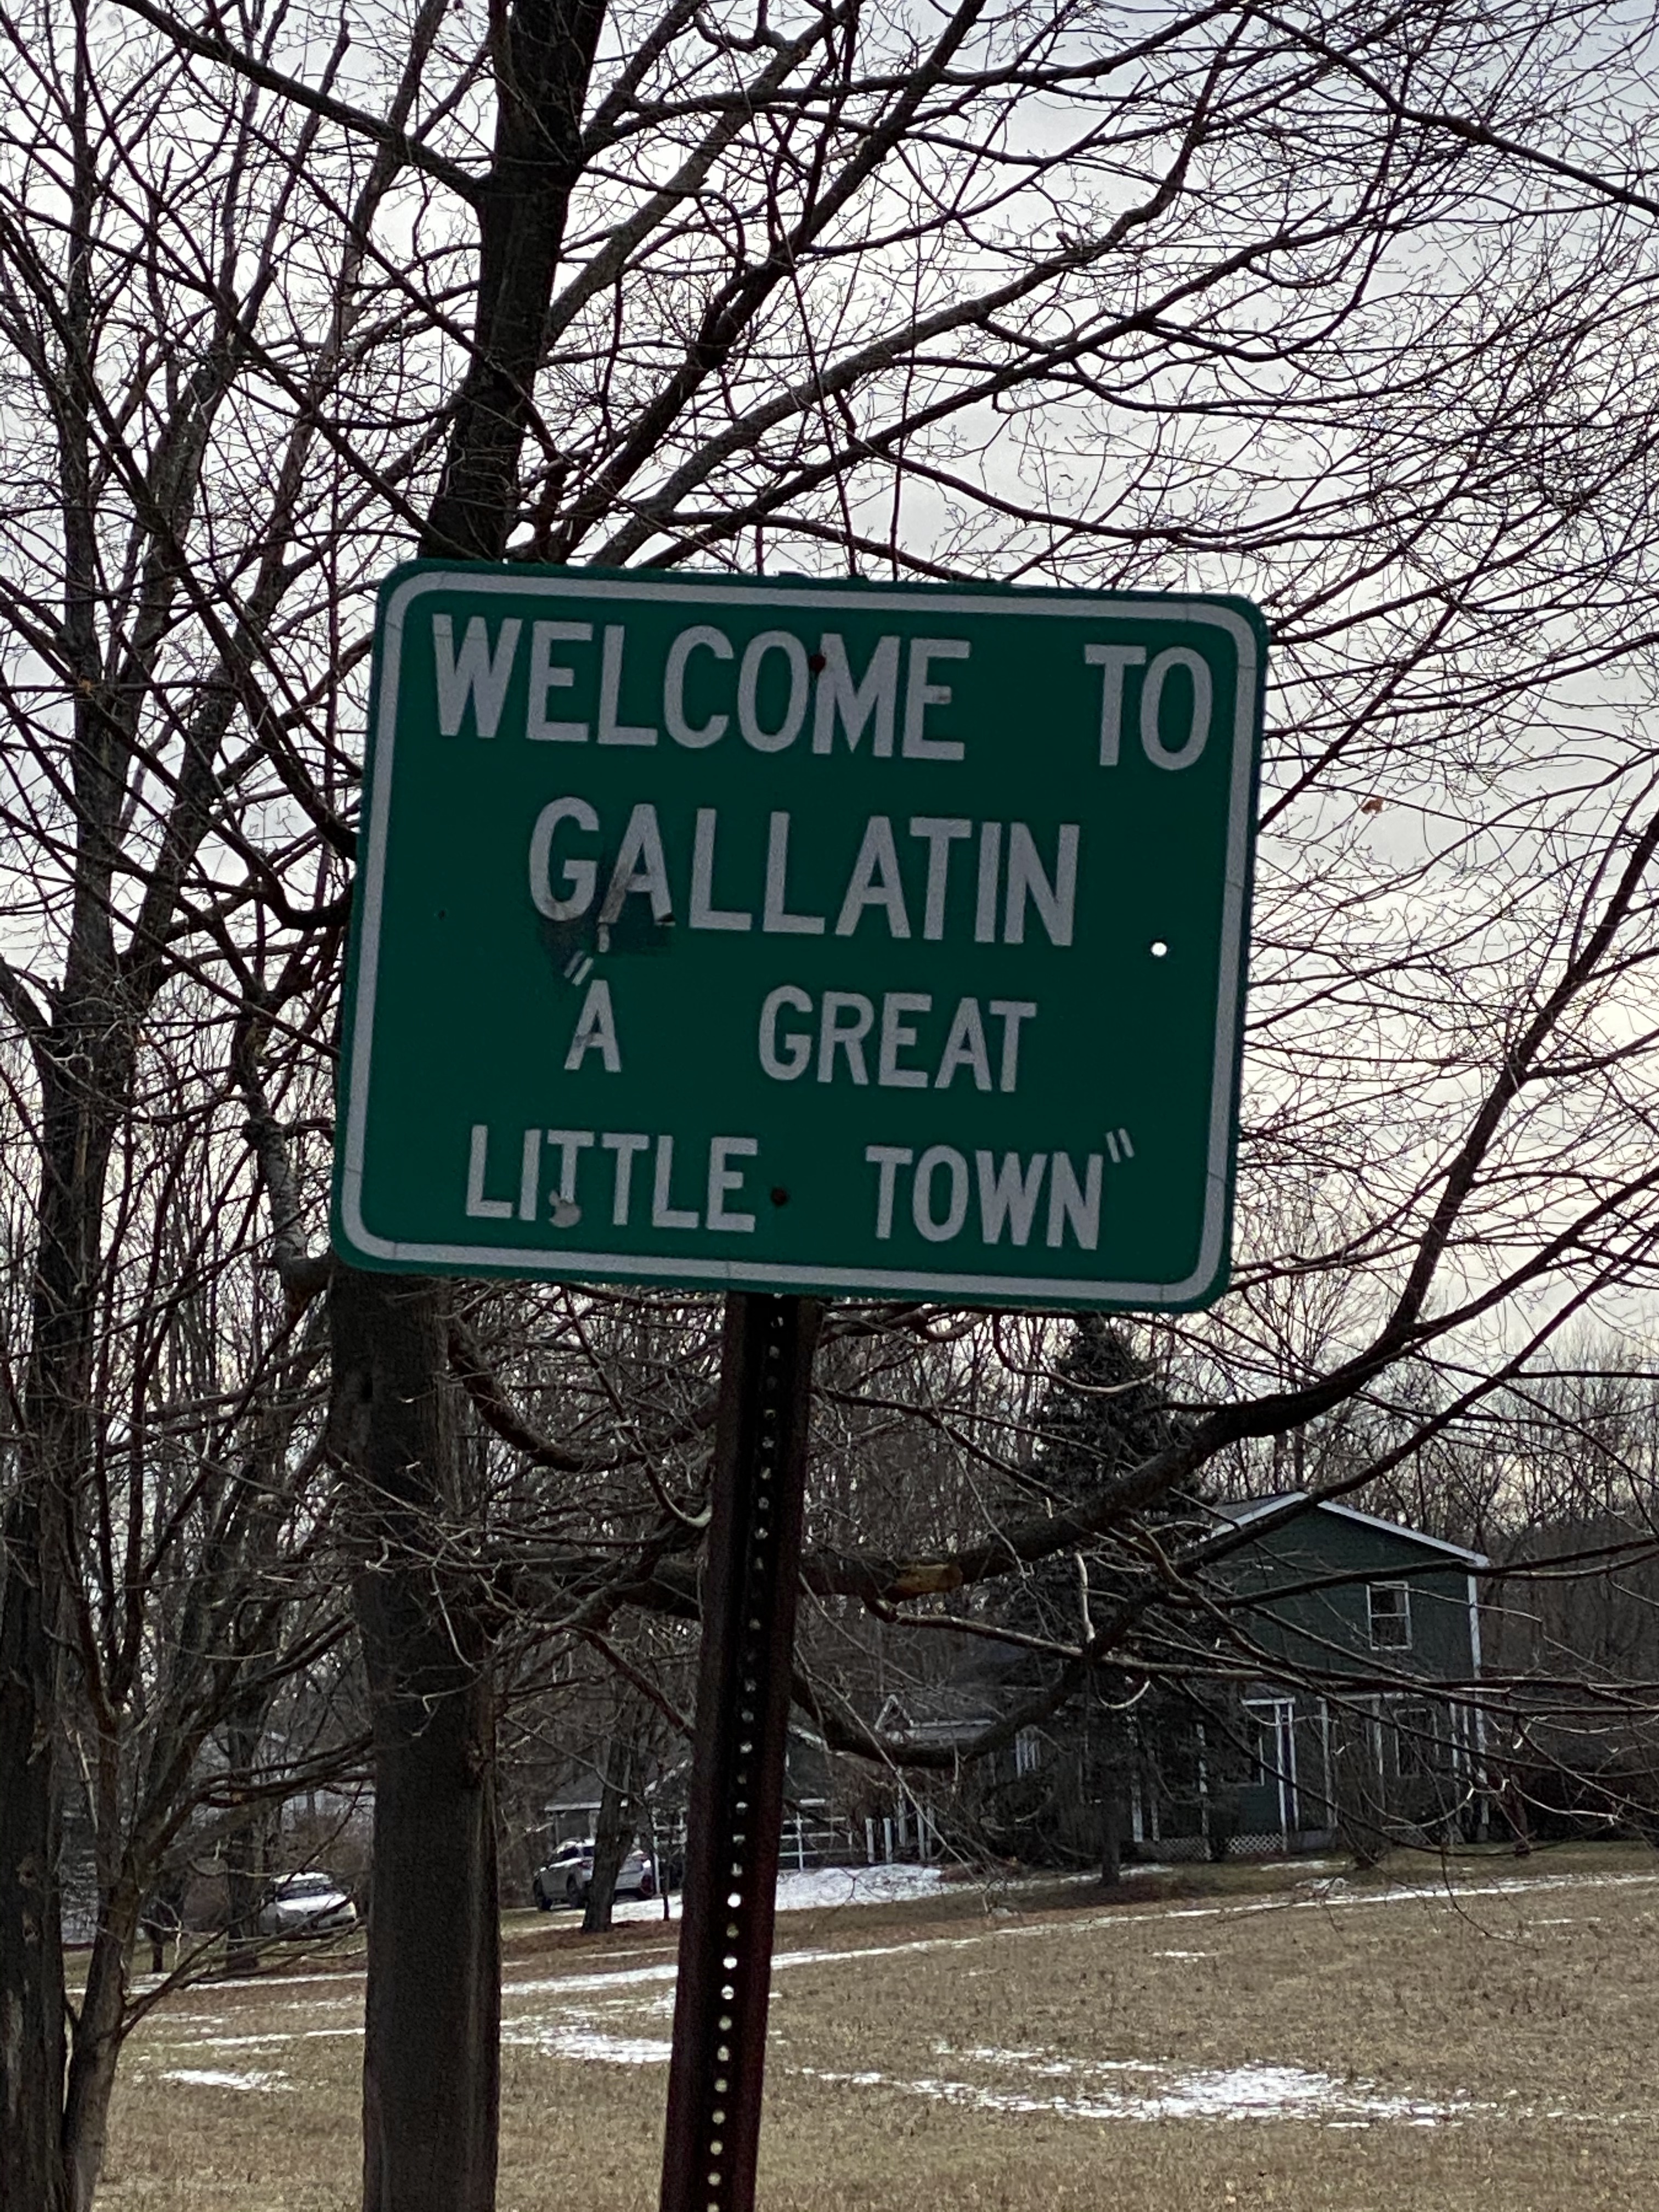 WELCOME TO
GALLATIN
"A GREAT
LITTLE TOWN"